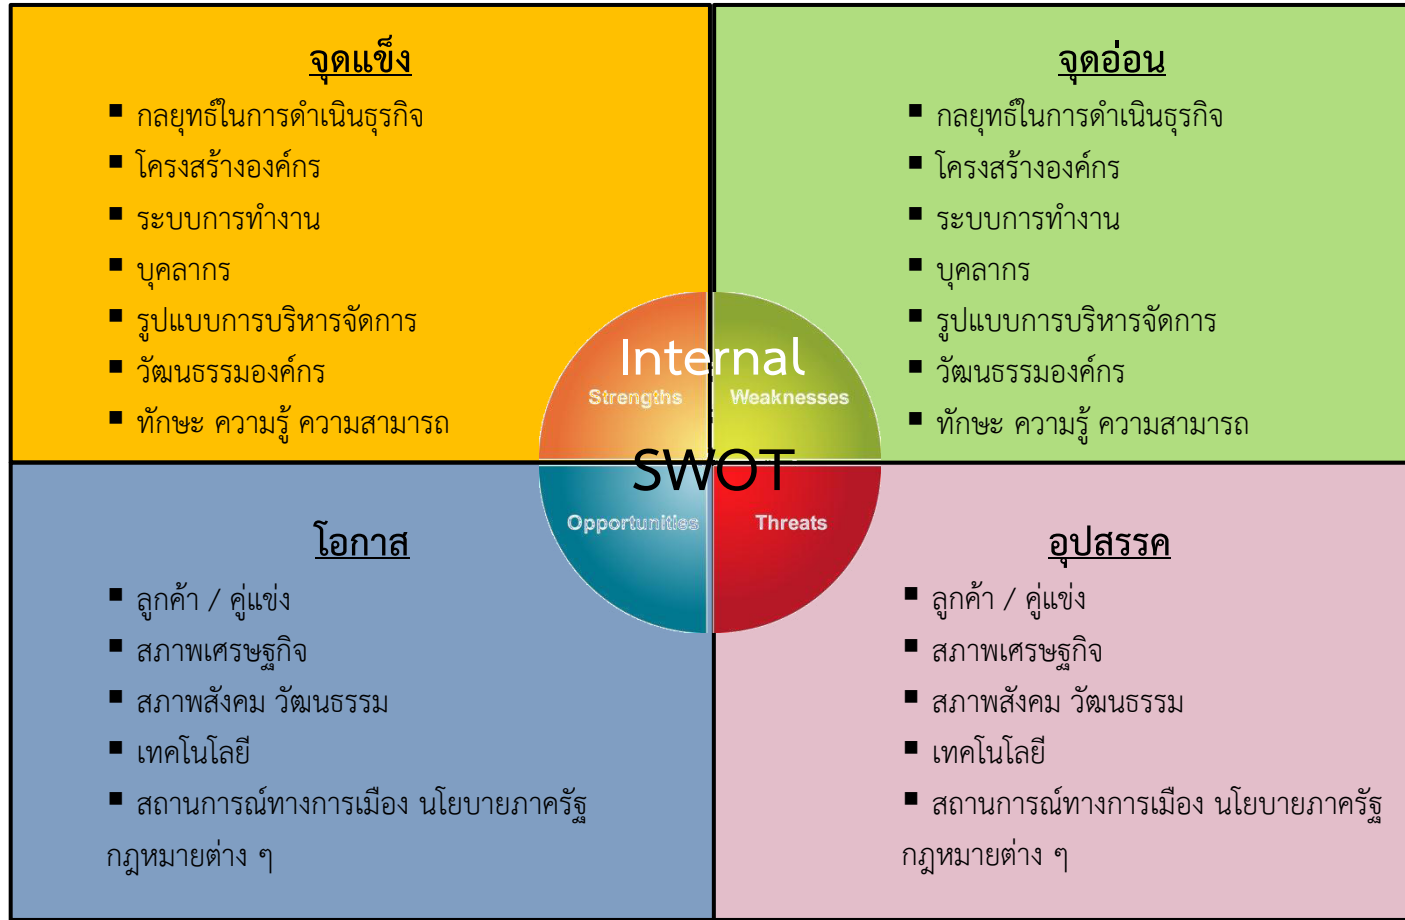 จุดแข็ง
▪ กลยุทธ์ในการดำเนินธุรกิจ
▪ โครงสร้างองค์กร
▪ ระบบการทำงาน
▪ บุคลากร
▪ รูปแบบการบริหารจัดการ
▪ วัฒนธรรมองค์กร
▪ ทักษะ ความรู้ ความสามารถ
จุดอ่อน
▪ กลยุทธ์ในการดำเนินธุรกิจ
▪ โครงสร้างองค์กร
▪ ระบบการทำงาน
▪ บุคลากร
▪ รูปแบบการบริหารจัดการ
▪ วัฒนธรรมองค์กร
▪ ทักษะ ความรู้ ความสามารถ
Internal
Strengths
Weaknesses
SWOT
Opportunities
Threats
โอกาส
▪ ลูกค้า / คู่แข่ง
▪ สภาพเศรษฐกิจ
▪ สภาพสังคม วัฒนธรรม
▪ เทคโนโลยี
▪ สถานการณ์ทางการเมือง นโยบายภาครัฐ
กฎหมายต่าง ๆ
อุปสรรค
▪ ลูกค้า / คู่แข่ง
▪ สภาพเศรษฐกิจ
▪ สภาพสังคม วัฒนธรรม
▪ เทคโนโลยี
▪ สถานการณ์ทางการเมือง นโยบายภาครัฐ
กฎหมายต่าง ๆ